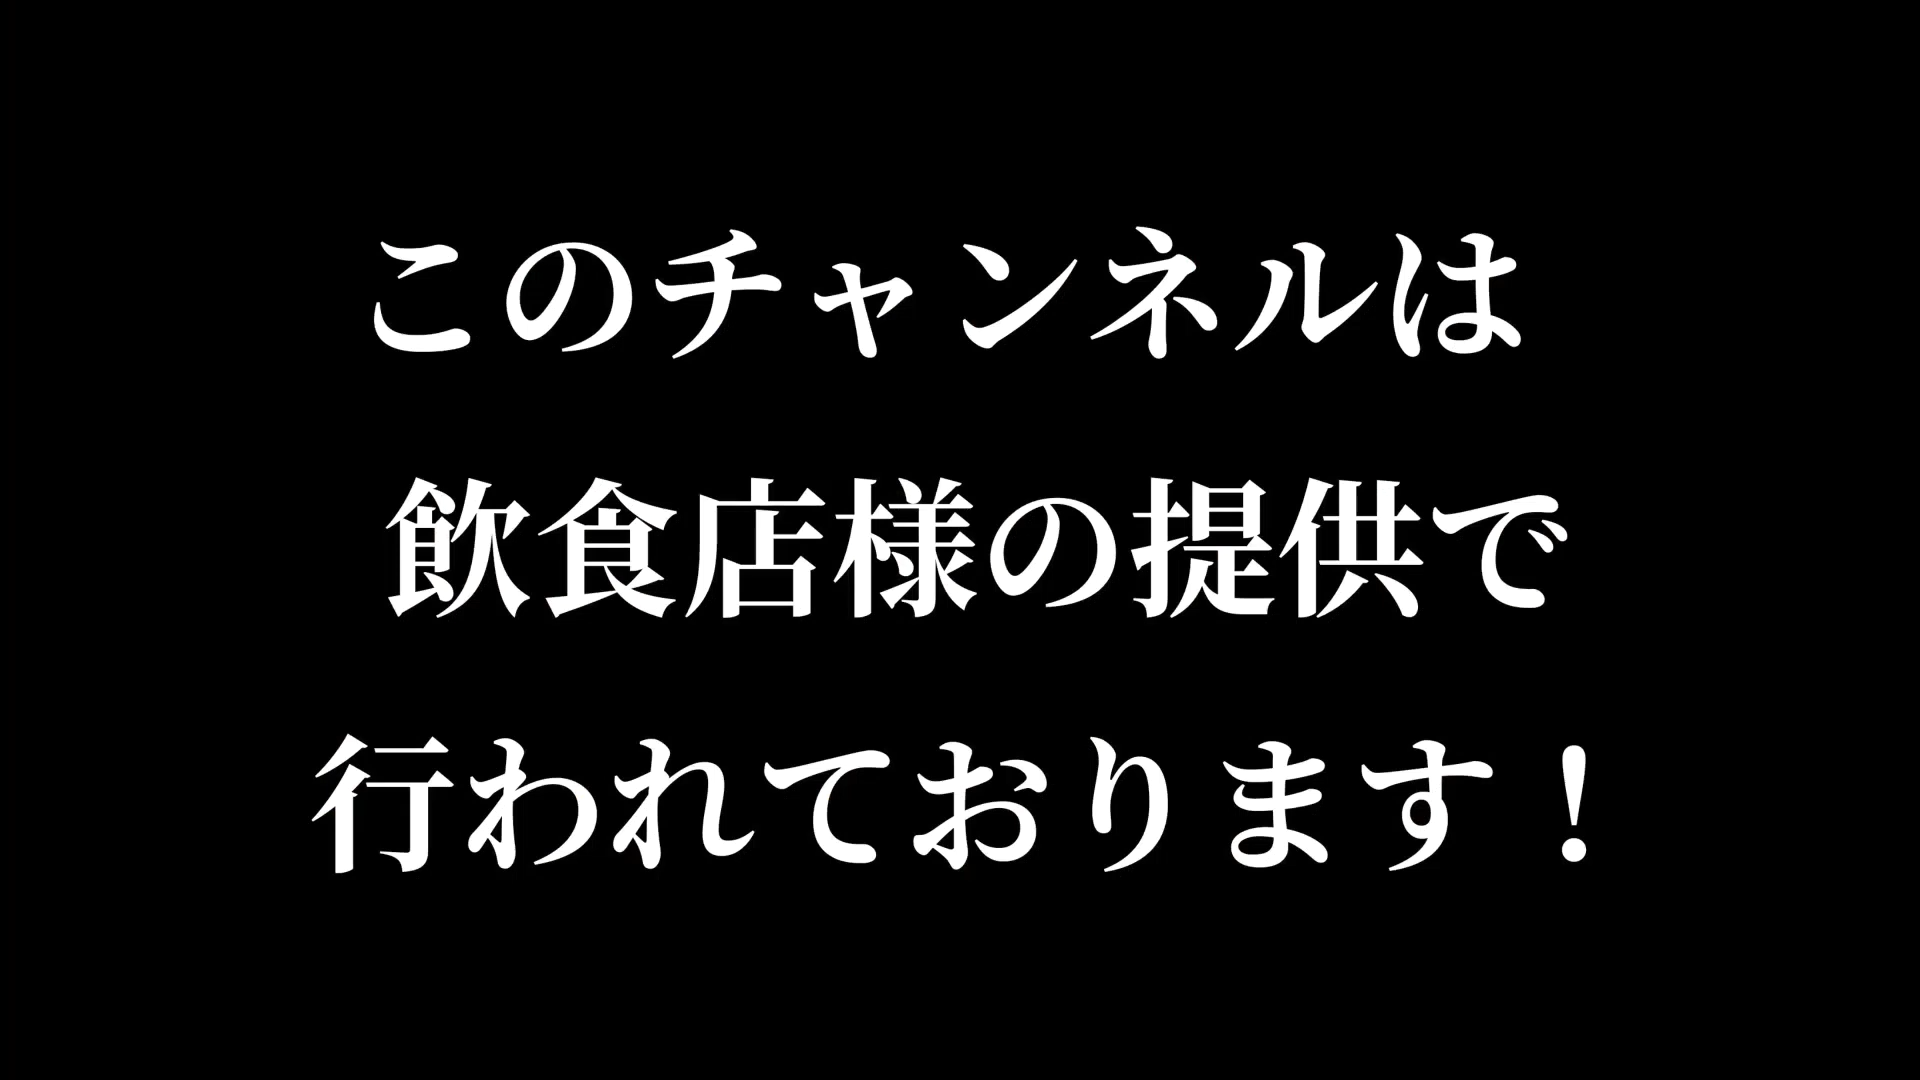 このチャンネルは
飲食店様の提供で
行われております！